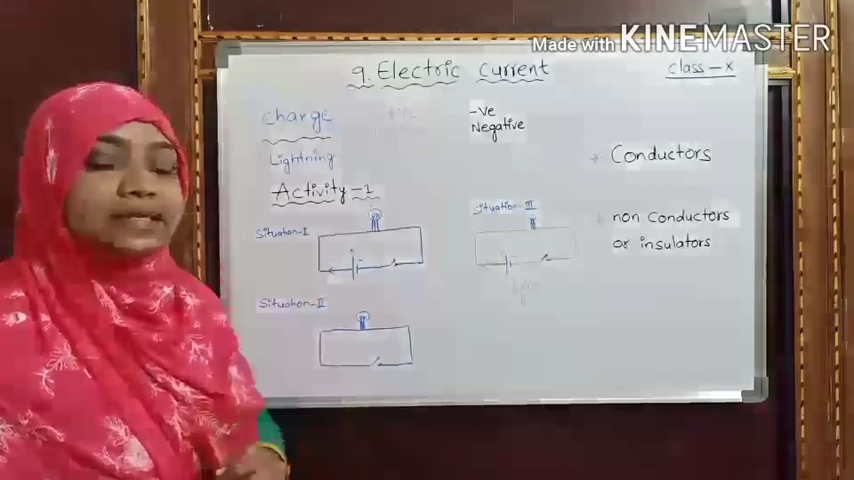 Made with KINEMASTER
9. Electric Current
class-x
charge +ve
-Ve
Negative
Lightning
Activity-1
Situation-I
Situation-II
Situation-III
* Conductors
* non Conductors
or insulators